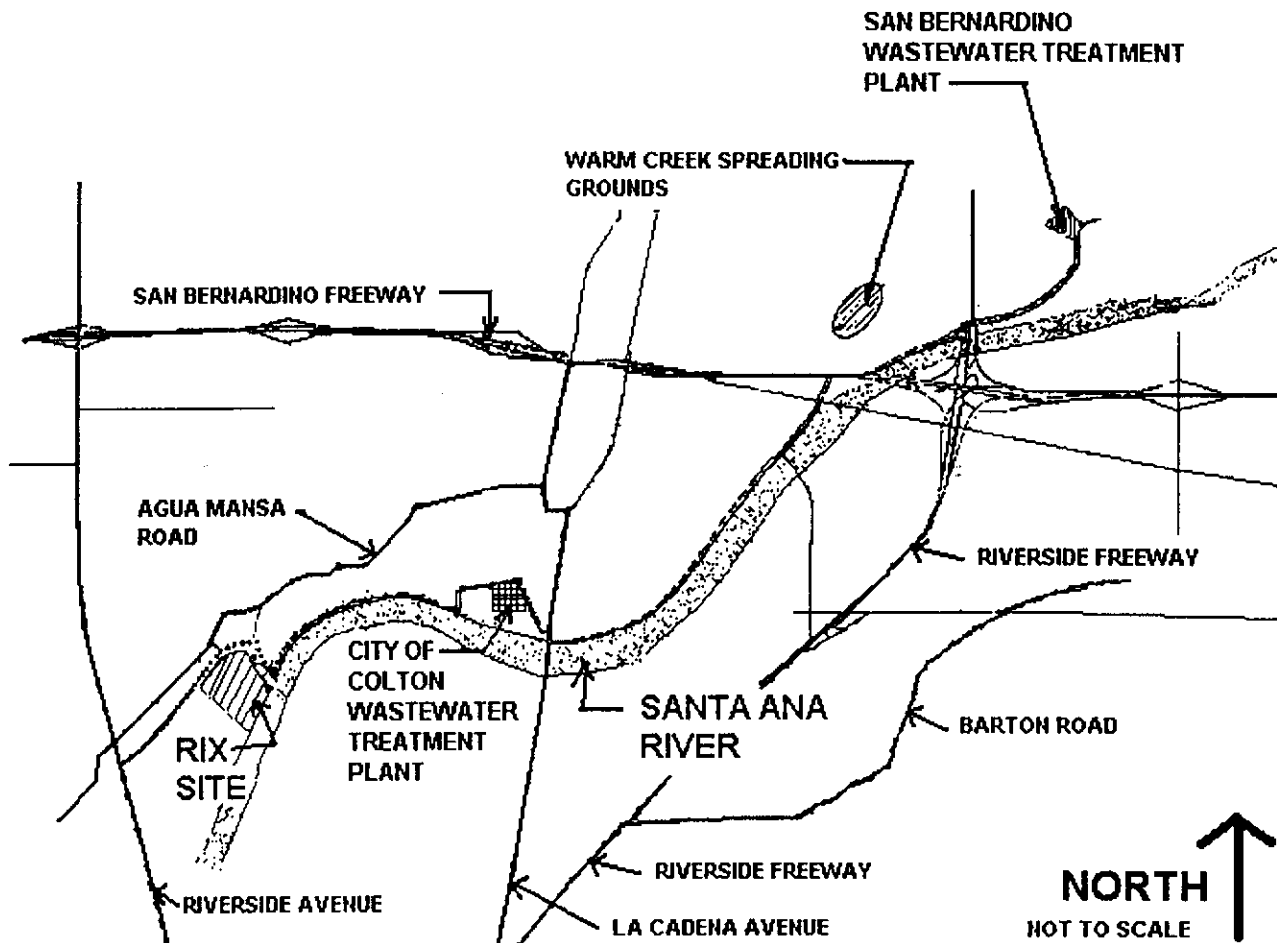 SAN BERNARDINO
WASTEWATER TREATMENT
PLANT
WARM CREEK SPREADING
GROUNDS
SAN BERNARDINO FREEWAY
AGUA MANSA
ROAD
RIVERSIDE FREEWAY
CITY OF
COLTON
WASTEWATER
TREATMENT
PLANT
SANTA ANA
RIVER
BARTON ROAD
RIX
SITE
RIVERSIDE FREEWAY
RIVERSIDE AVENUE
LA CADENA AVENUE
NORTH
NOT TO SCALE